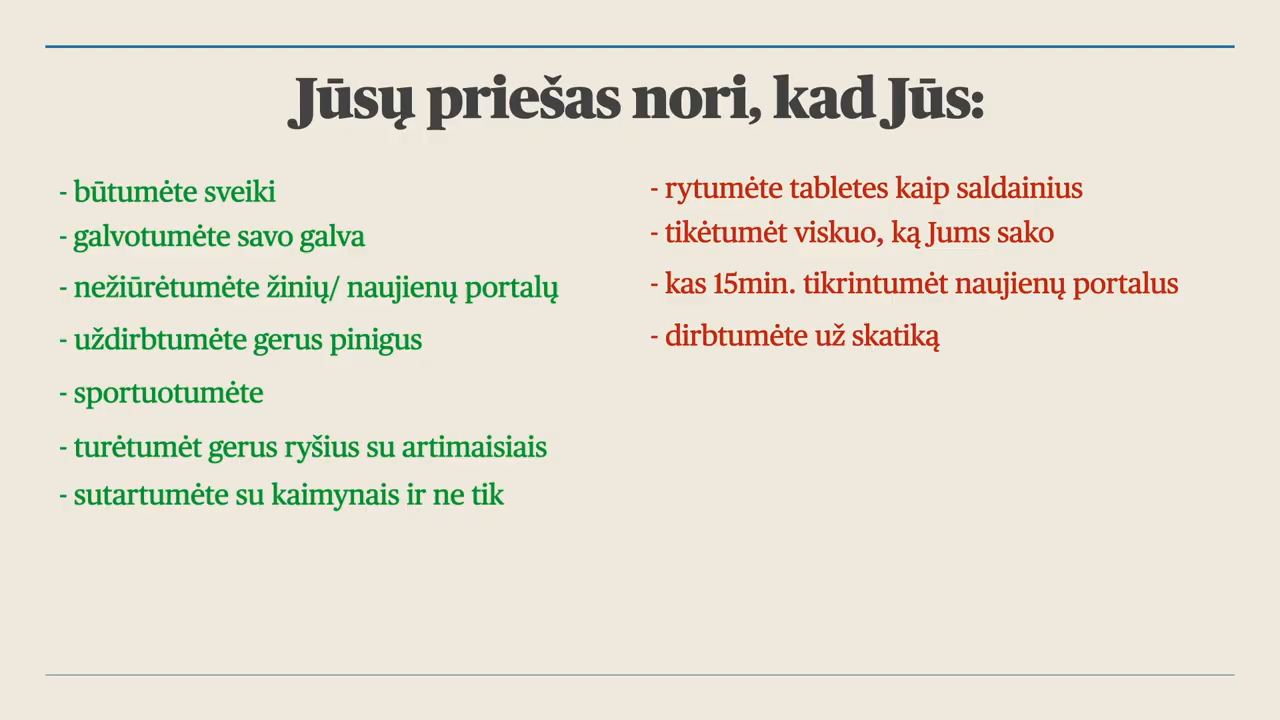 Jūsų priešas nori, kad Jūs:
- būtumėte sveiki
- galvotumėte savo galva
- nežiūrėtumėte žinių/ naujienų portalų
- uždirbtumėte gerus pinigus
- sportuotumėte
- turėtumėt gerus ryšius su artimaisiais
- sutartumėte su kaimynais ir ne tik
- rytumėte tabletes kaip saldainius
- tikėtumėt viskuo, ką Jums sako
- kas 15min. tikrintumėt naujienų portalus
- dirbtumėte už skatiką